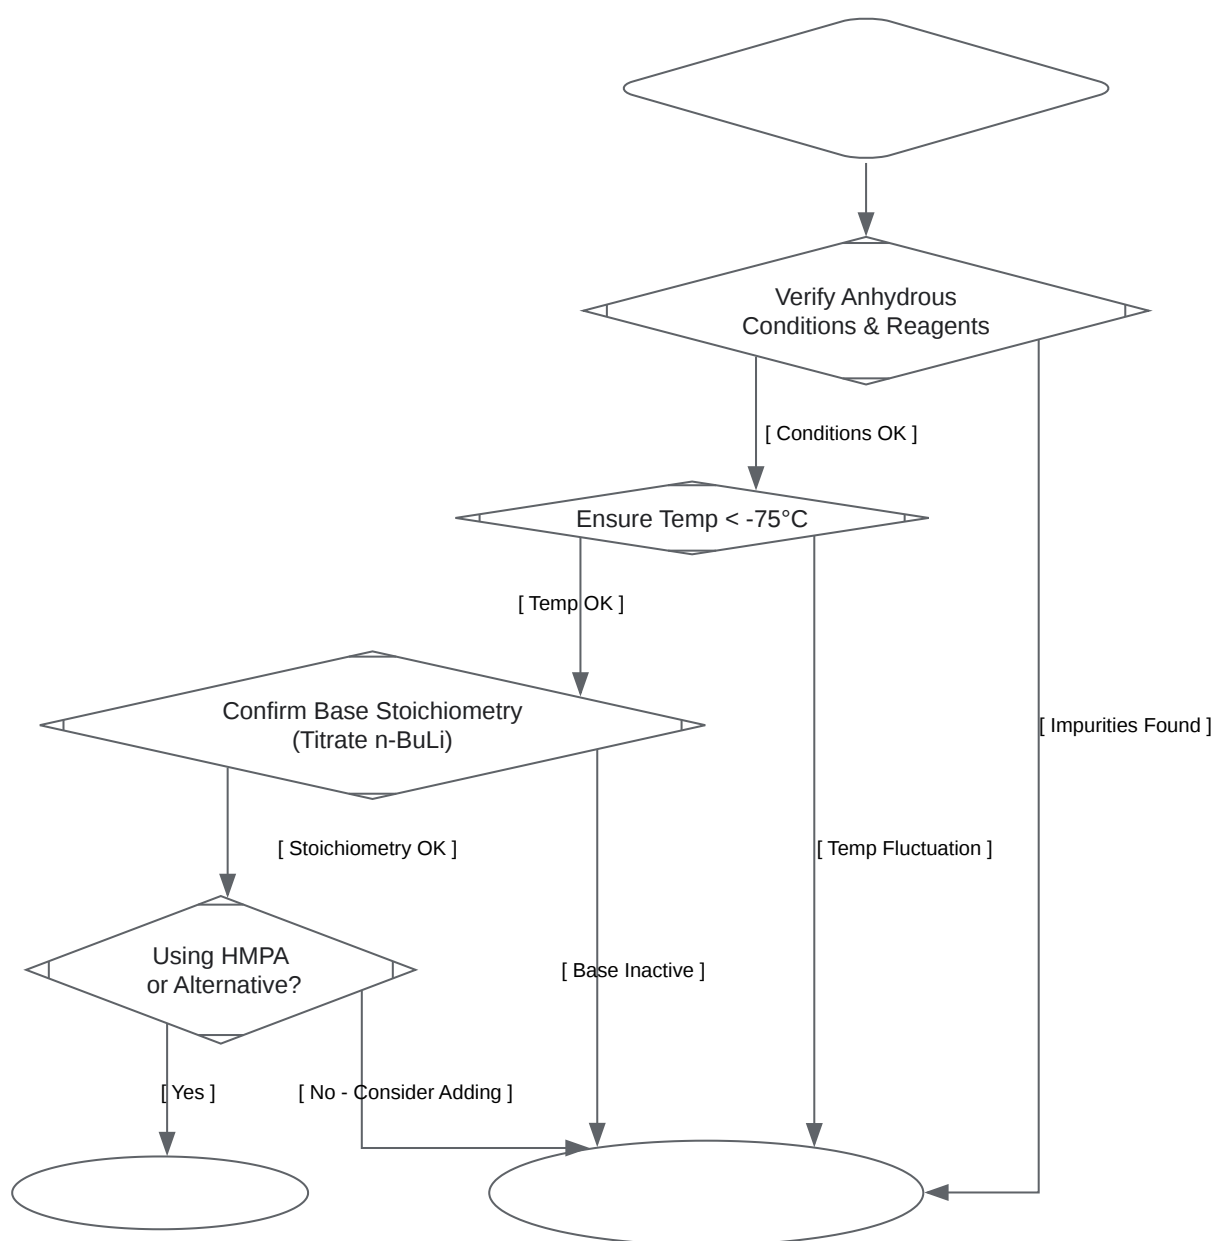 Verify Anhydrous
Conditions & Reagents
[ Conditions OK ]
Ensure Temp < -75°C
[ Temp OK ]
Confirm Base Stoichiometry
(Titrate n-BuLi)
[ Impurities Found ]
[ Stoichiometry OK ]
[ Temp Fluctuation ]
Using HMPA
or Alternative?
[ Base Inactive ]
[ Yes ]
[ No - Consider Adding ]